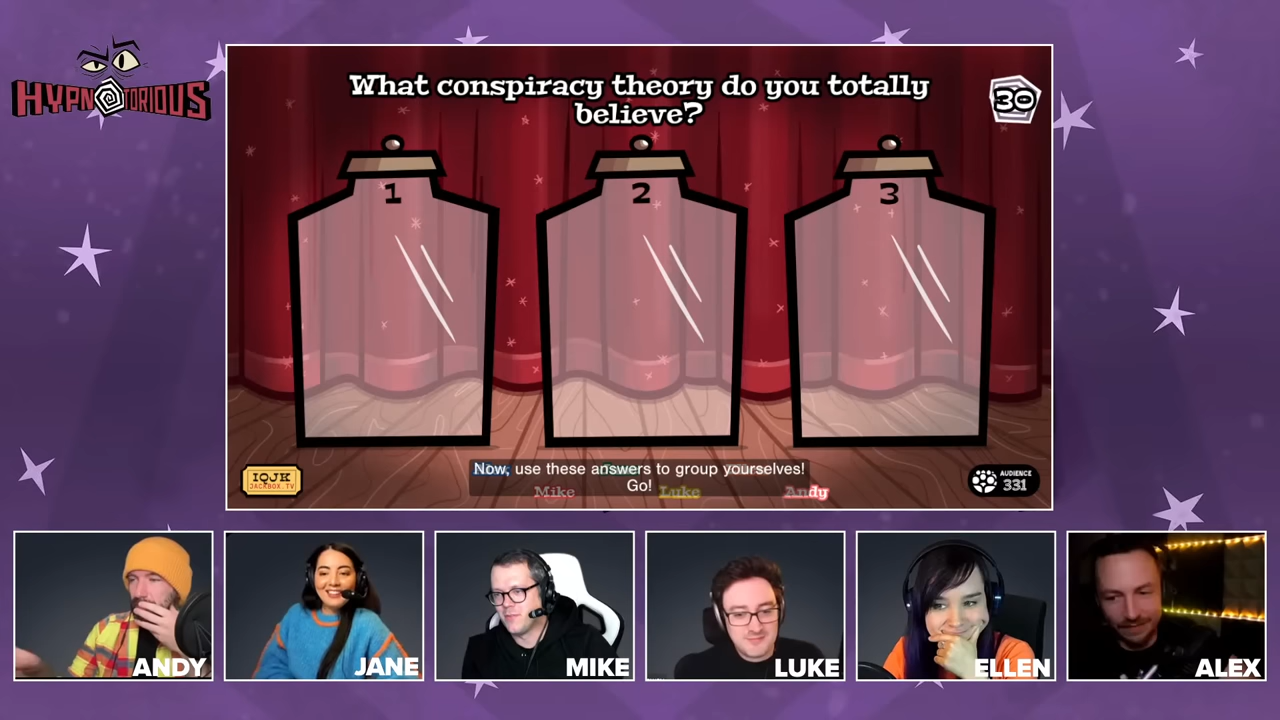 HYPNOTORIOUS
What conspiracy theory do you totally
believe?
30
1
2
3
Now, use these answers to group yourselves!
Go!
Mike
Luke
Andy
IQJK
JACKBOX.TV
AUDIENCE
331
ANDY
JANE
MIKE
LUKE
ELLEN
ALEX